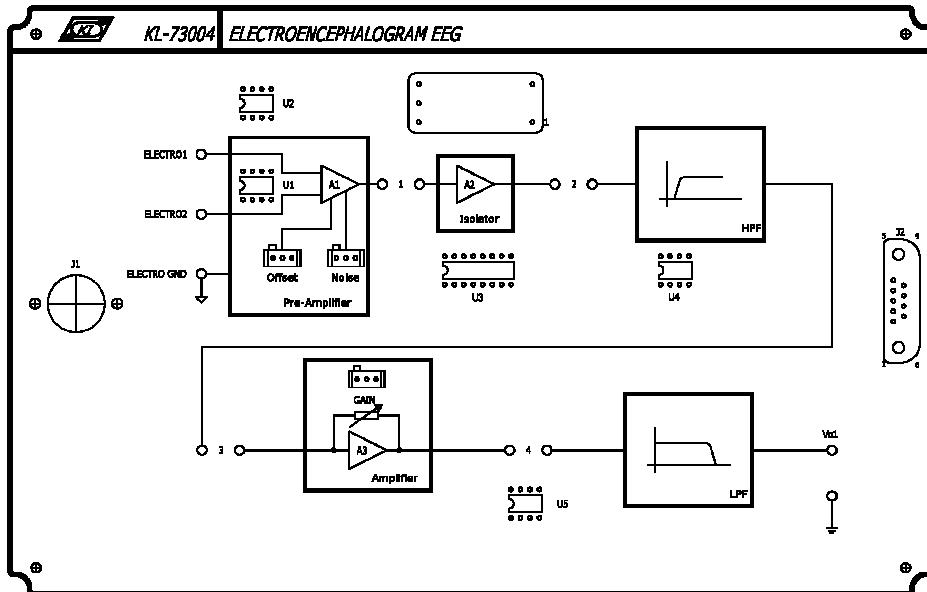 KL KL-73004 ELECTROENCEPHALOGRAM EEG
U2
1
ELECTRO1
U1
A1
1
A2
2
ELECTRO2
Isolator
HPF
J2
5
9
Offset
Noise
ELECTRO GND
Pre-Amplifier
J1
U3
U4
1
6
GAIN
3
A3
4
Amplifier
LPF
Vo1
U5